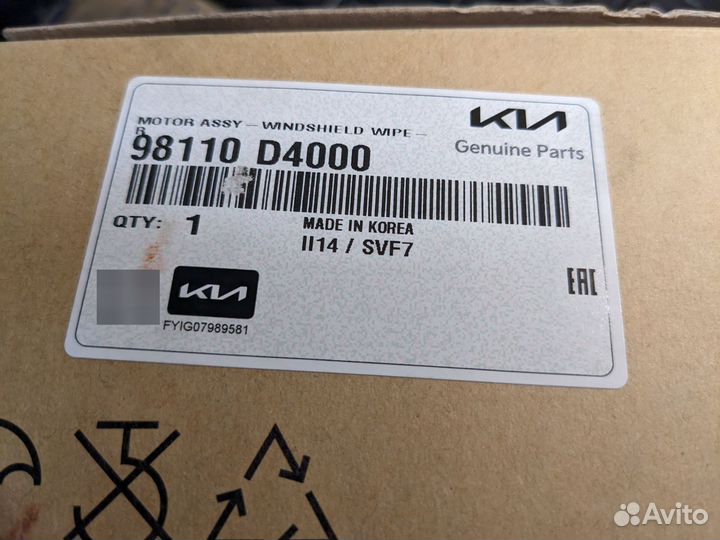 KIA
MOTOR ASSY — WINDSHIELD WIPE —
R
Genuine Parts
98110 D4000
QTY: 1
MADE IN KOREA
II14 / SVF7
EAC
KIA
FYIG07989581
Avito